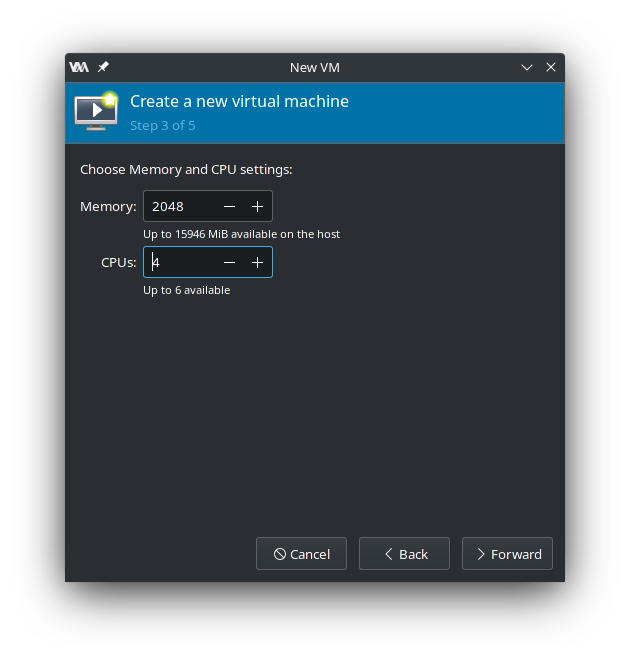 VMM New VM
Create a new virtual machine
Step 3 of 5
Choose Memory and CPU settings:
Memory: 2048 − +
Up to 15946 MiB available on the host
CPUs: 4 − +
Up to 6 available
Cancel Back Forward